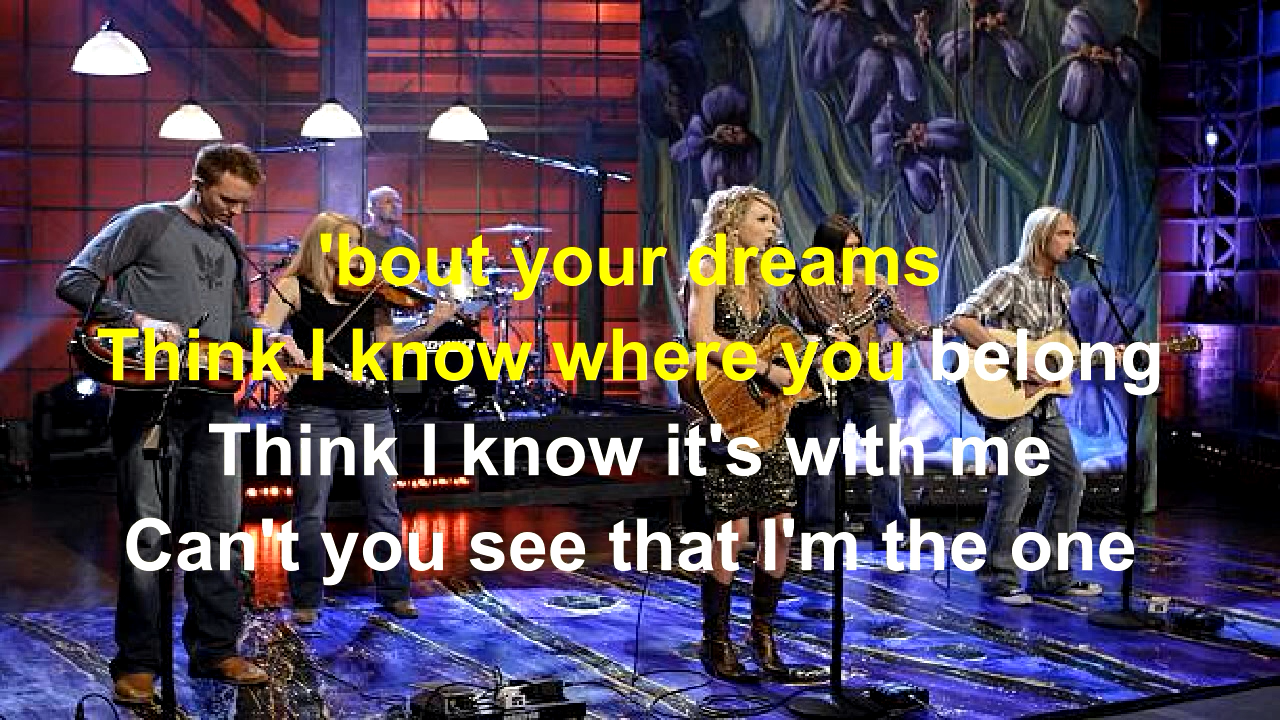 'bout your dreams
Think I know where you belong
Think I know it's with me
Can't you see that I'm the one